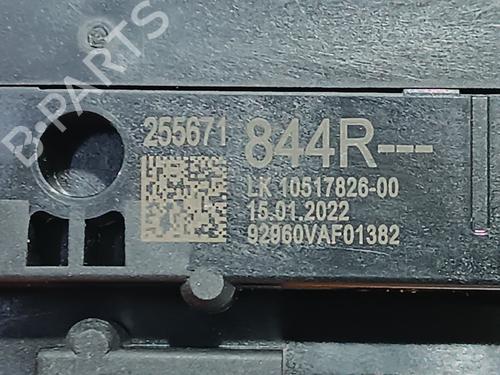 B-PARTS
255671 844R---
LK 10517826-00
15.01.2022
92960VAF01382